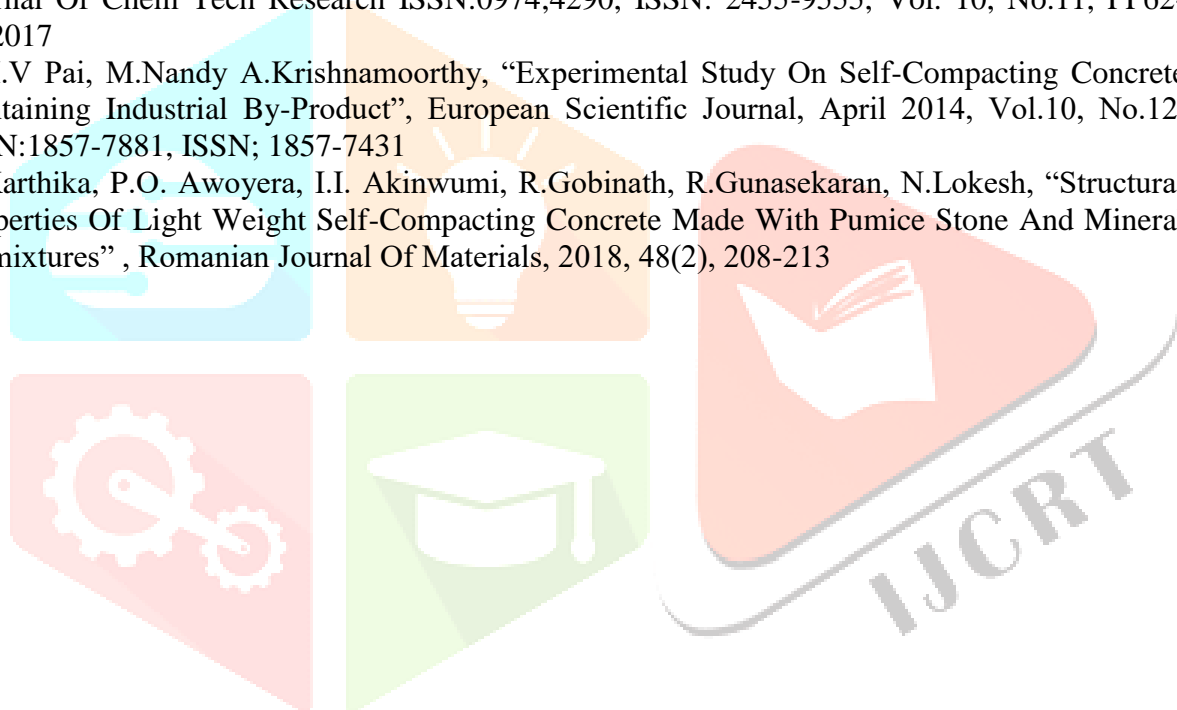 rnal Of Chem Tech Research ISSN:0974,4290, ISSN: 2455-9555, Vol. 10, No.11, PP62-
2017
.V Pai, M.Nandy A.Krishnamoorthy, “Experimental Study On Self-Compacting Concrete
taining Industrial By-Product”, European Scientific Journal, April 2014, Vol.10, No.12
N:1857-7881, ISSN; 1857-7431
arthika, P.O. Awoyera, I.I. Akinwumi, R.Gobinath, R.Gunasekaran, N.Lokesh, “Structura
perties Of Light Weight Self-Compacting Concrete Made With Pumice Stone And Minera
mixtures” , Romanian Journal Of Materials, 2018, 48(2), 208-213
IJCRT